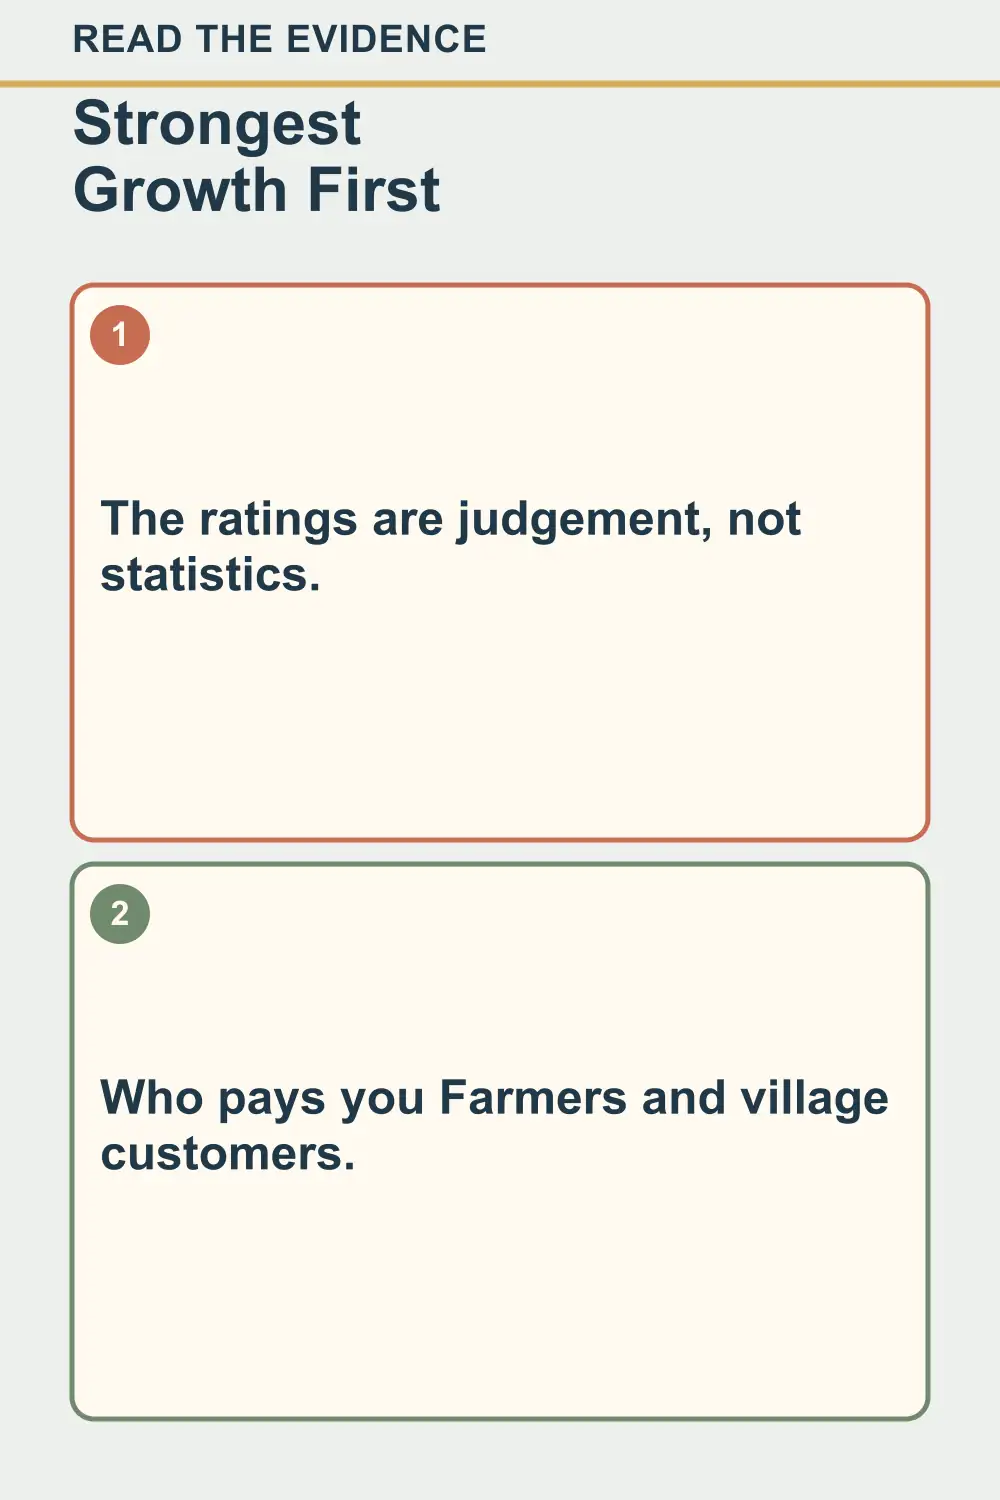 READ THE EVIDENCE
Strongest
Growth First
1
The ratings are judgement, not
statistics.
2
Who pays you Farmers and village
customers.